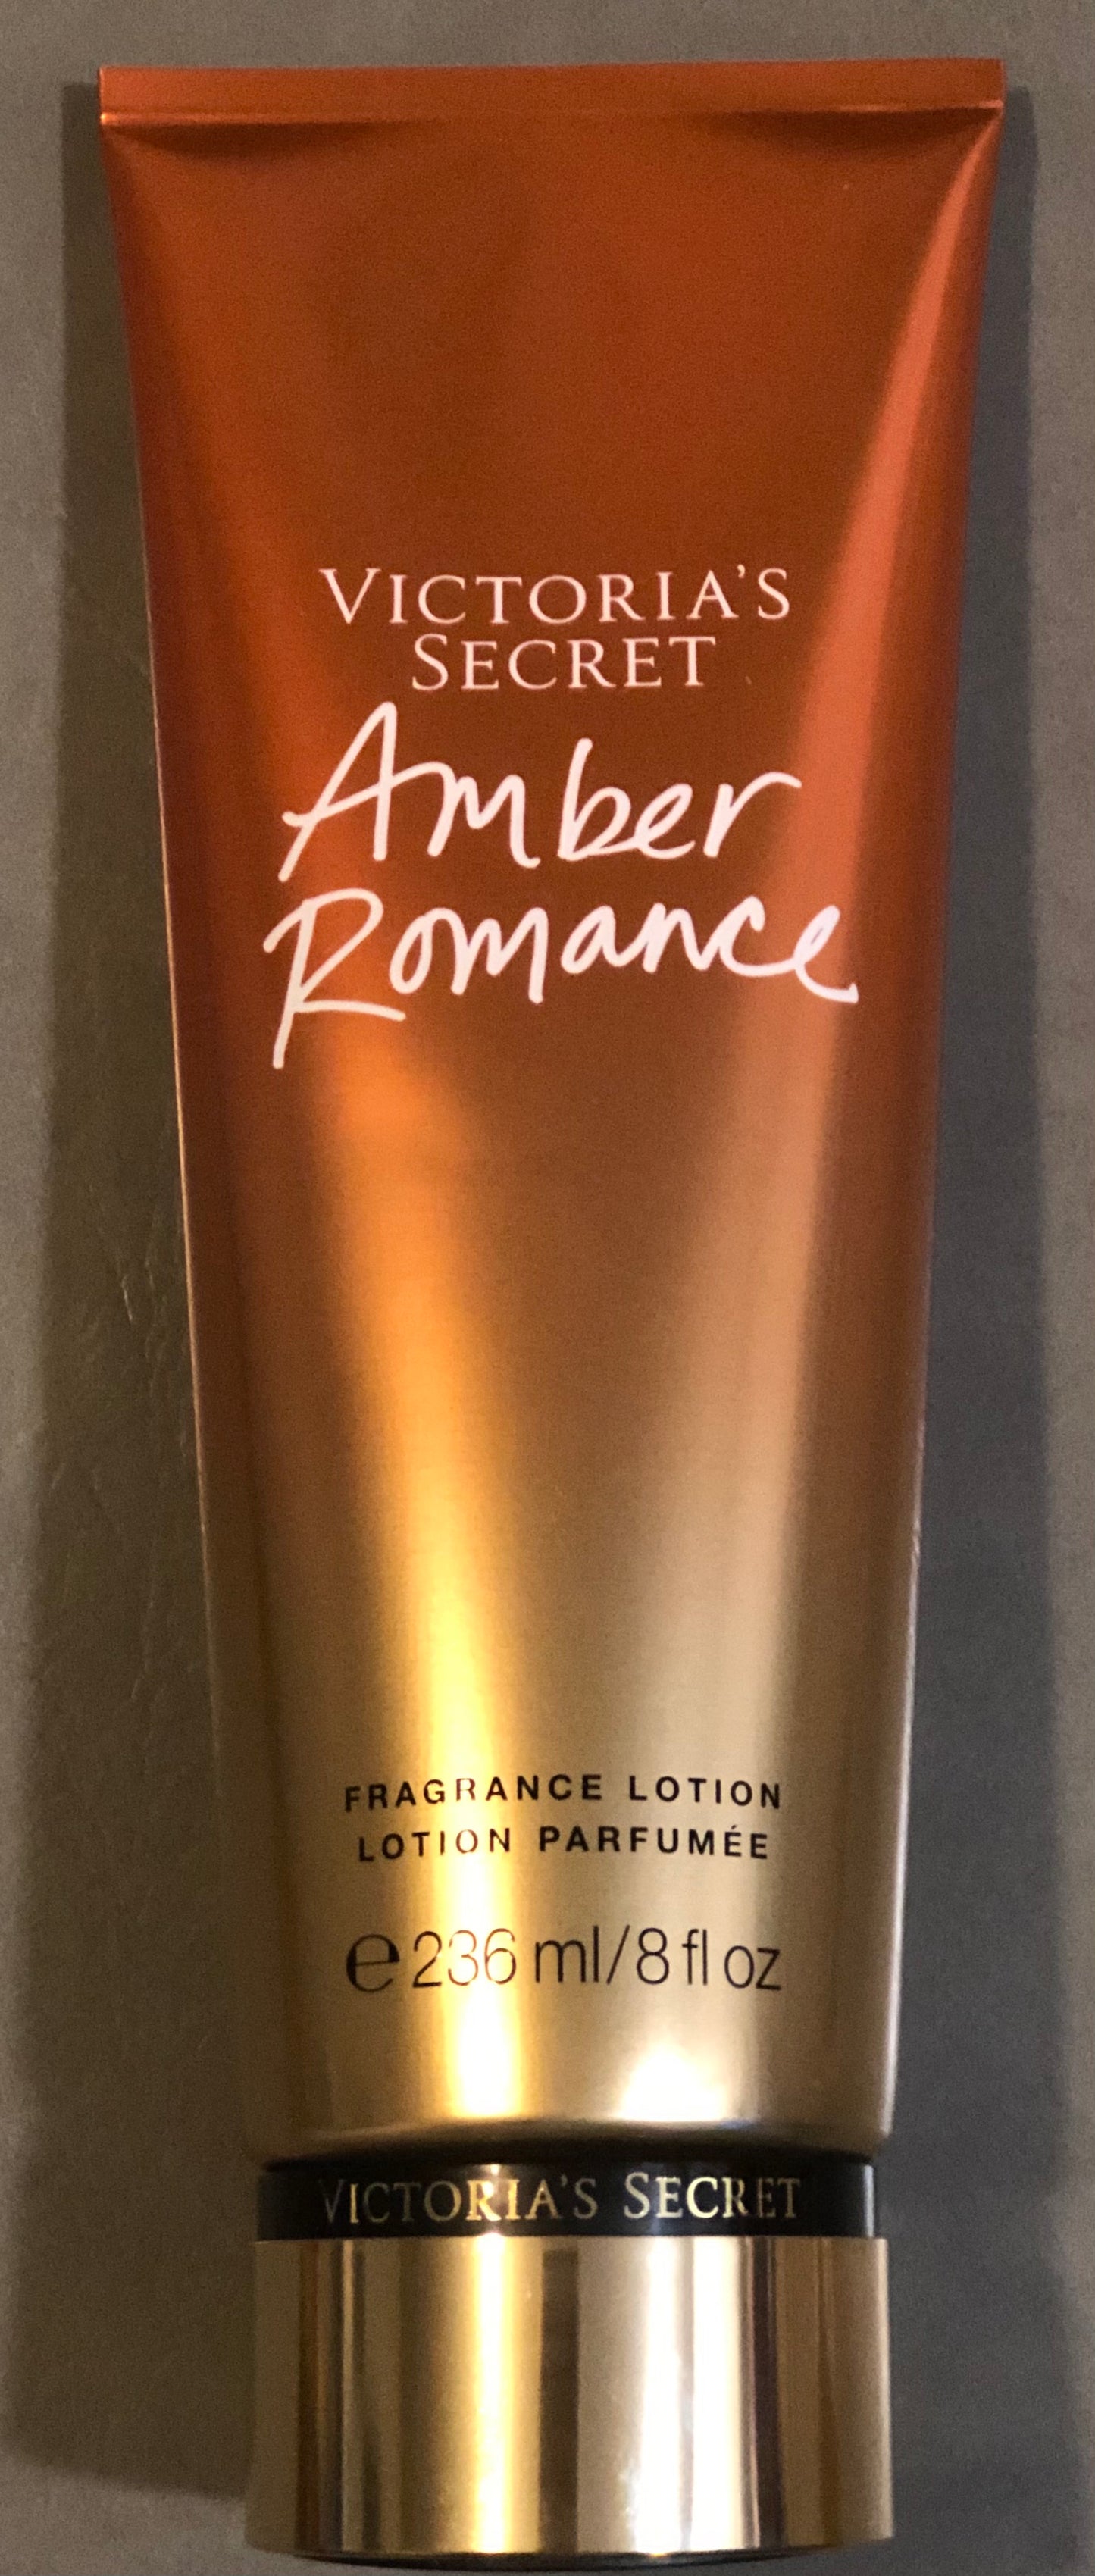 VICTORIA'S
SECRET
Amber
Romance
FRAGRANCE LOTION
LOTION PARFUMÉE
℮ 236 ml/8 fl oz
VICTORIA'S SECRET